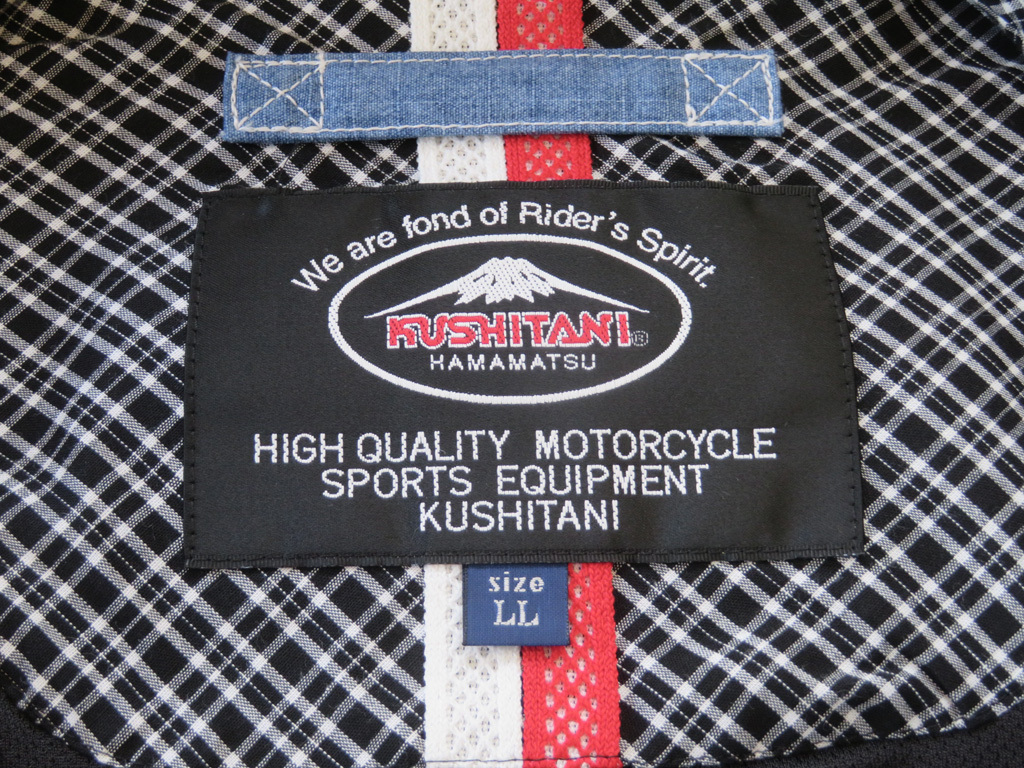 We are fond of Rider's Spirit.
KUSHITANI®
HAMAMATSU
HIGH QUALITY MOTORCYCLE
SPORTS EQUIPMENT
KUSHITANI
size
LL